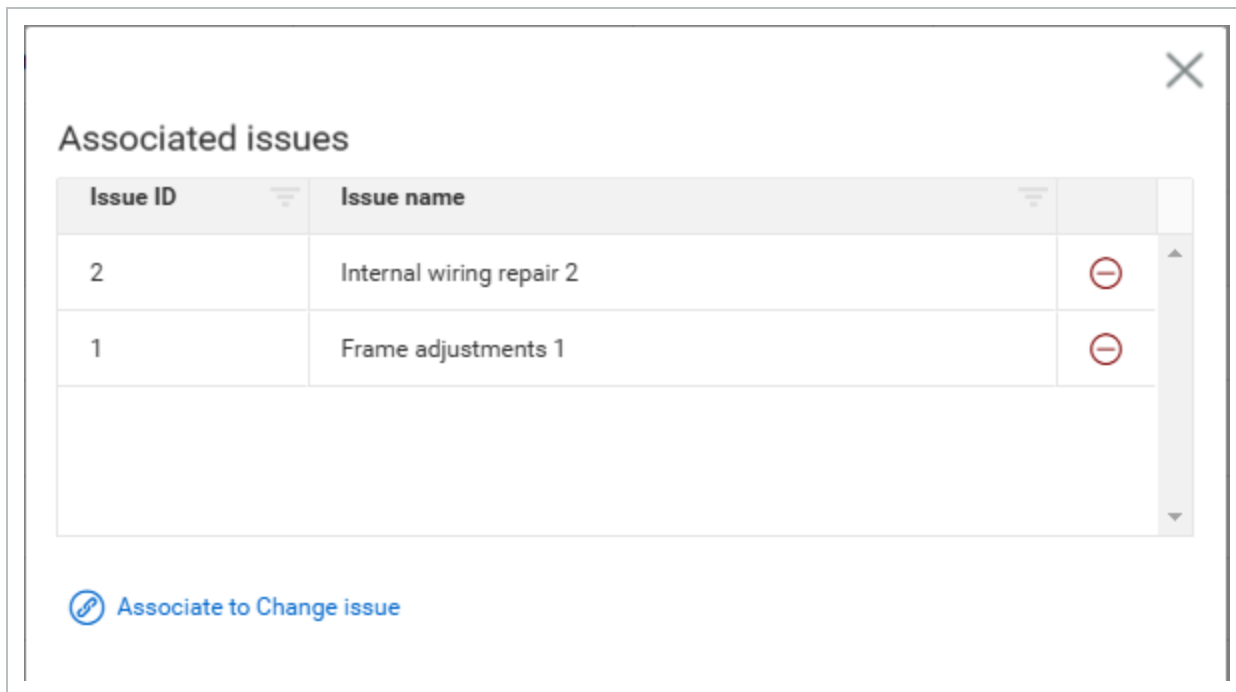 Associated issues
Issue ID Issue name
2 Internal wiring repair 2
1 Frame adjustments 1
Associate to Change issue